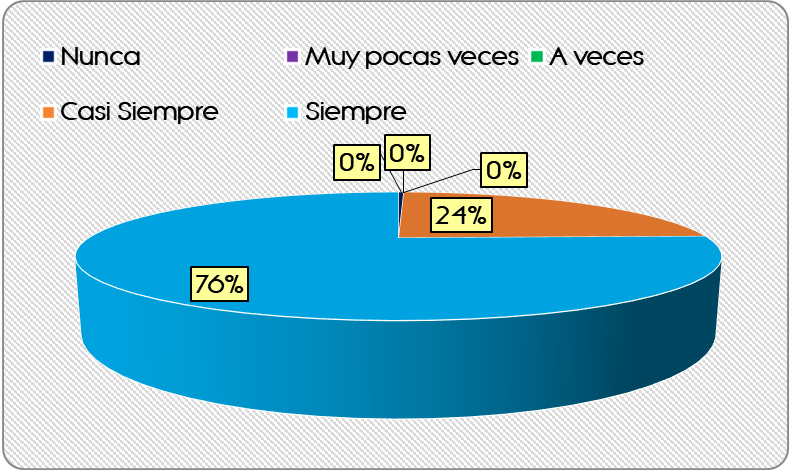 Nunca Muy pocas veces A veces
Casi Siempre Siempre
0%
0%
0%
24%
76%